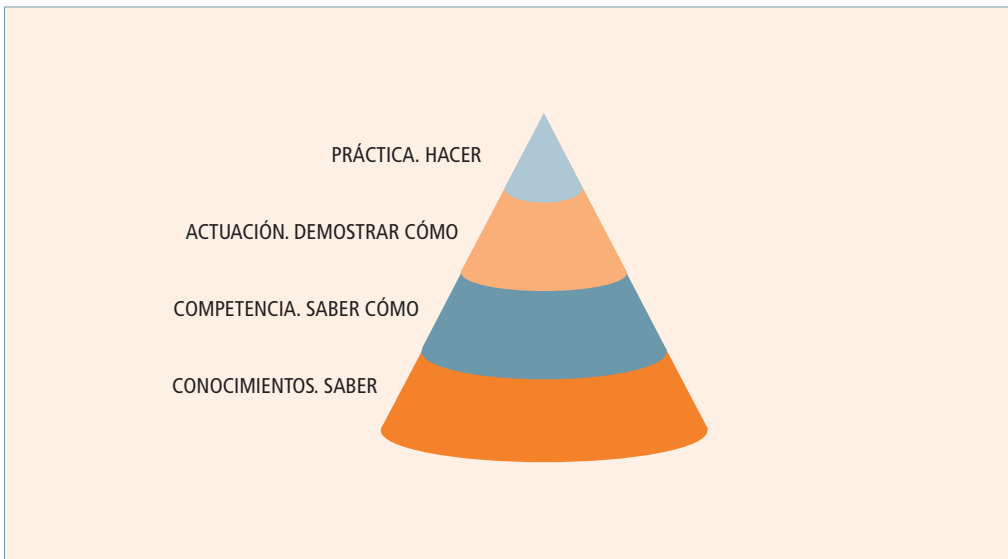 PRÁCTICA. HACER
ACTUACIÓN. DEMOSTRAR CÓMO
COMPETENCIA. SABER CÓMO
CONOCIMIENTOS. SABER